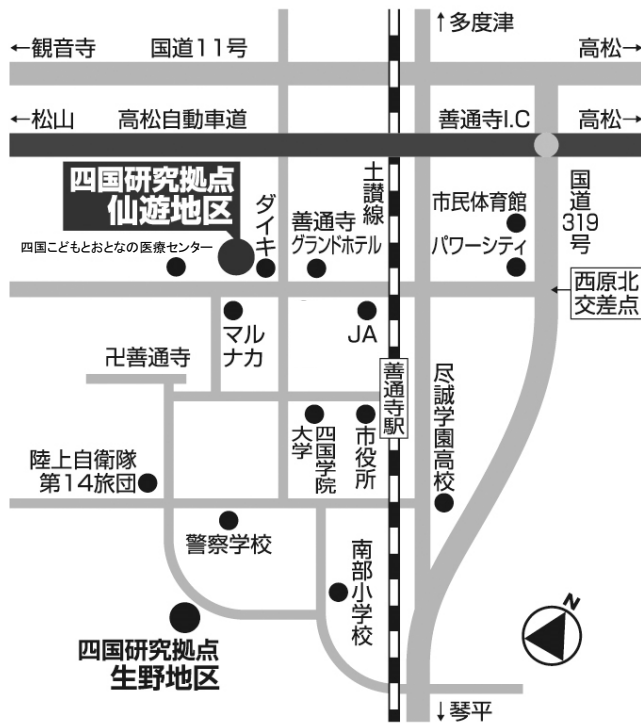 ↑多度津
←観音寺
国道11号
高松→
←松山
高松自動車道
善通寺I.C
高松→
四国研究拠点
仙遊地区
四国こどもとおとなの医療センター
ダイキ
善通寺
グランドホテル
土讃線
市民体育館
パワーシティ
国道319号
西原北
交差点
マル
ナカ
JA
卍善通寺
善通寺駅
尽誠学園高校
四国学院
大学
市役所
陸上自衛隊
第14旅団
警察学校
南部小学校
四国研究拠点
生野地区
N
↓琴平